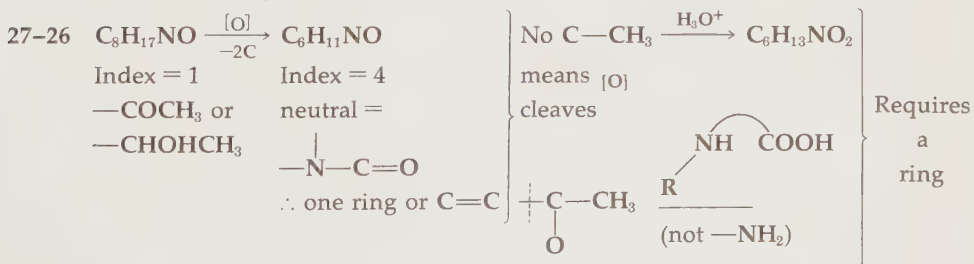 27–26 C₈H₁₇NO [O] −2C C₆H₁₁NO
Index = 1 Index = 4
—COCH₃ or neutral =
—CHOHCH₃
—N—C=O
∴ one ring or C=C
No C—CH₃ H₃O⁺ C₆H₁₃NO₂
means [O]
cleaves
C—CH₃
O
NH COOH
R
(not —NH₂)
Requires
a
ring